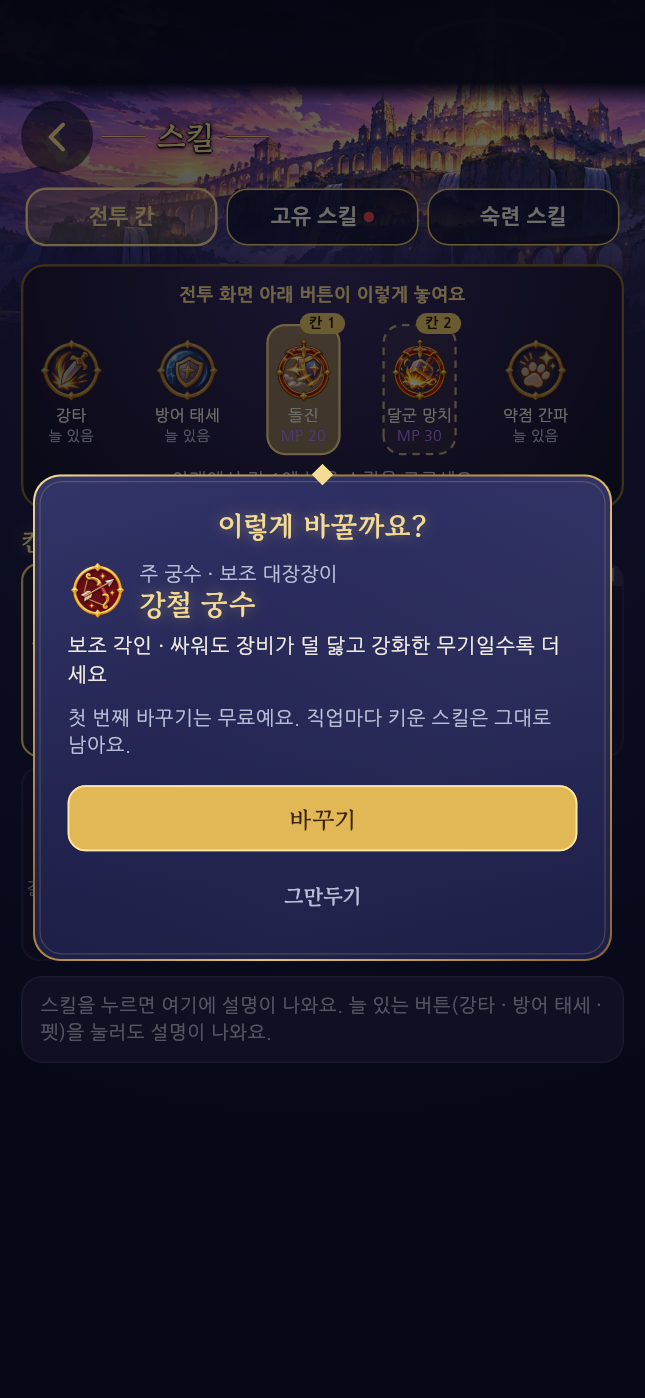 스킬
전투 칸
고유 스킬
숙련 스킬
전투 화면 아래 버튼이 이렇게 놓여요
칸 1
칸 2
강타
방어 태세
돌진
달군 망치
약점 간파
늘 있음
늘 있음
MP 20
MP 30
늘 있음
이렇게 바꿀까요?
주 궁수 · 보조 대장장이
강철 궁수
보조 각인 · 싸워도 장비가 덜 닳고 강화한 무기일수록 더
세요
첫 번째 바꾸기는 무료예요. 직업마다 키운 스킬은 그대로
남아요.
바꾸기
그만두기
스킬을 누르면 여기에 설명이 나와요. 늘 있는 버튼(강타 · 방어 태세 ·
펫)을 눌러도 설명이 나와요.